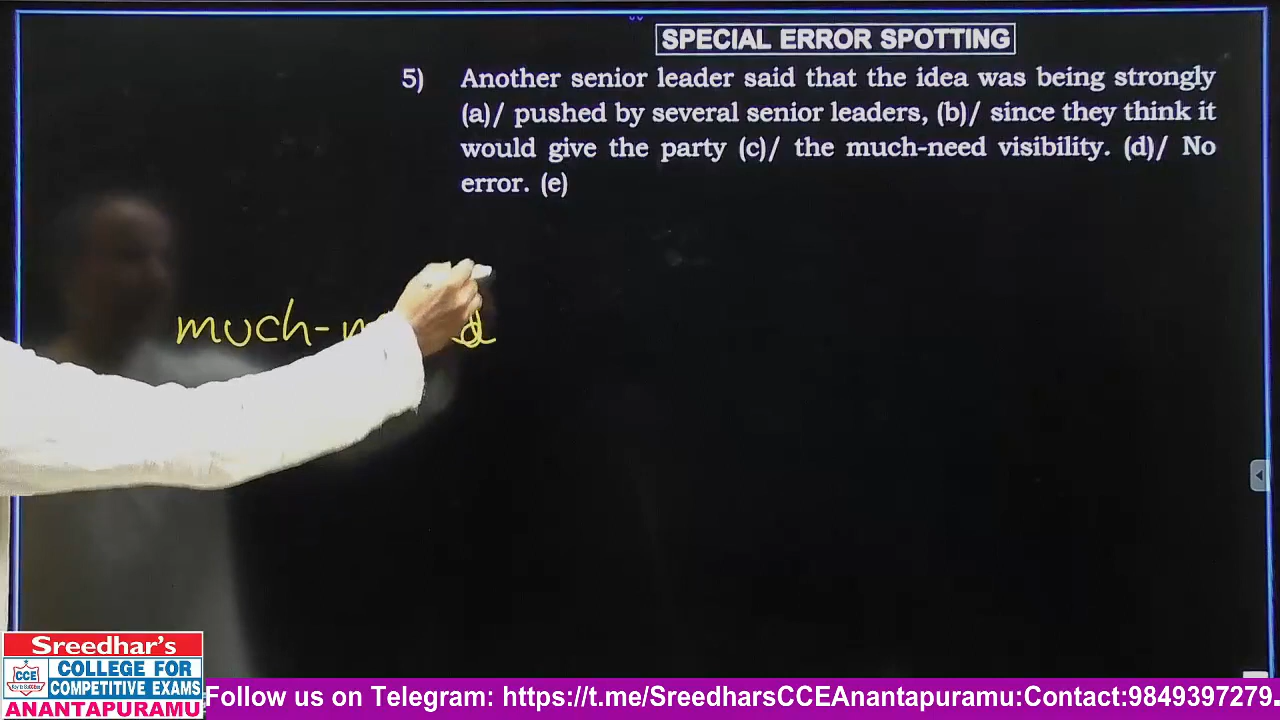 SPECIAL ERROR SPOTTING
5) Another senior leader said that the idea was being strongly
(a)/ pushed by several senior leaders, (b)/ since they think it
would give the party (c)/ the much-need visibility. (d)/ No
error. (e)
much-
Sreedhar's
CCE
COLLEGE FOR
COMPETITIVE EXAMS
ANANTAPURAMU
Follow us on Telegram: https://t.me/SreedharsCCEAnantapuramu:Contact:9849397279.